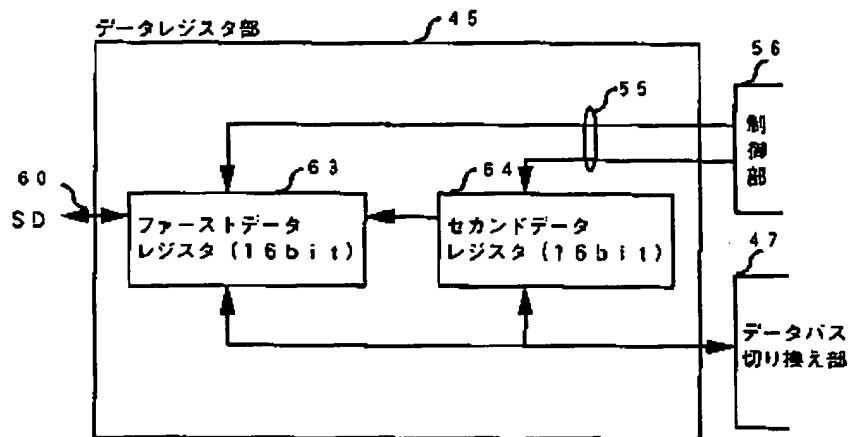 データレジスタ部
45
56
55
制
御
部
60
63
64
SD
ファーストデータ
レジスタ(16bit)
セカンドデータ
レジスタ(16bit)
47
データバス
切り換え部